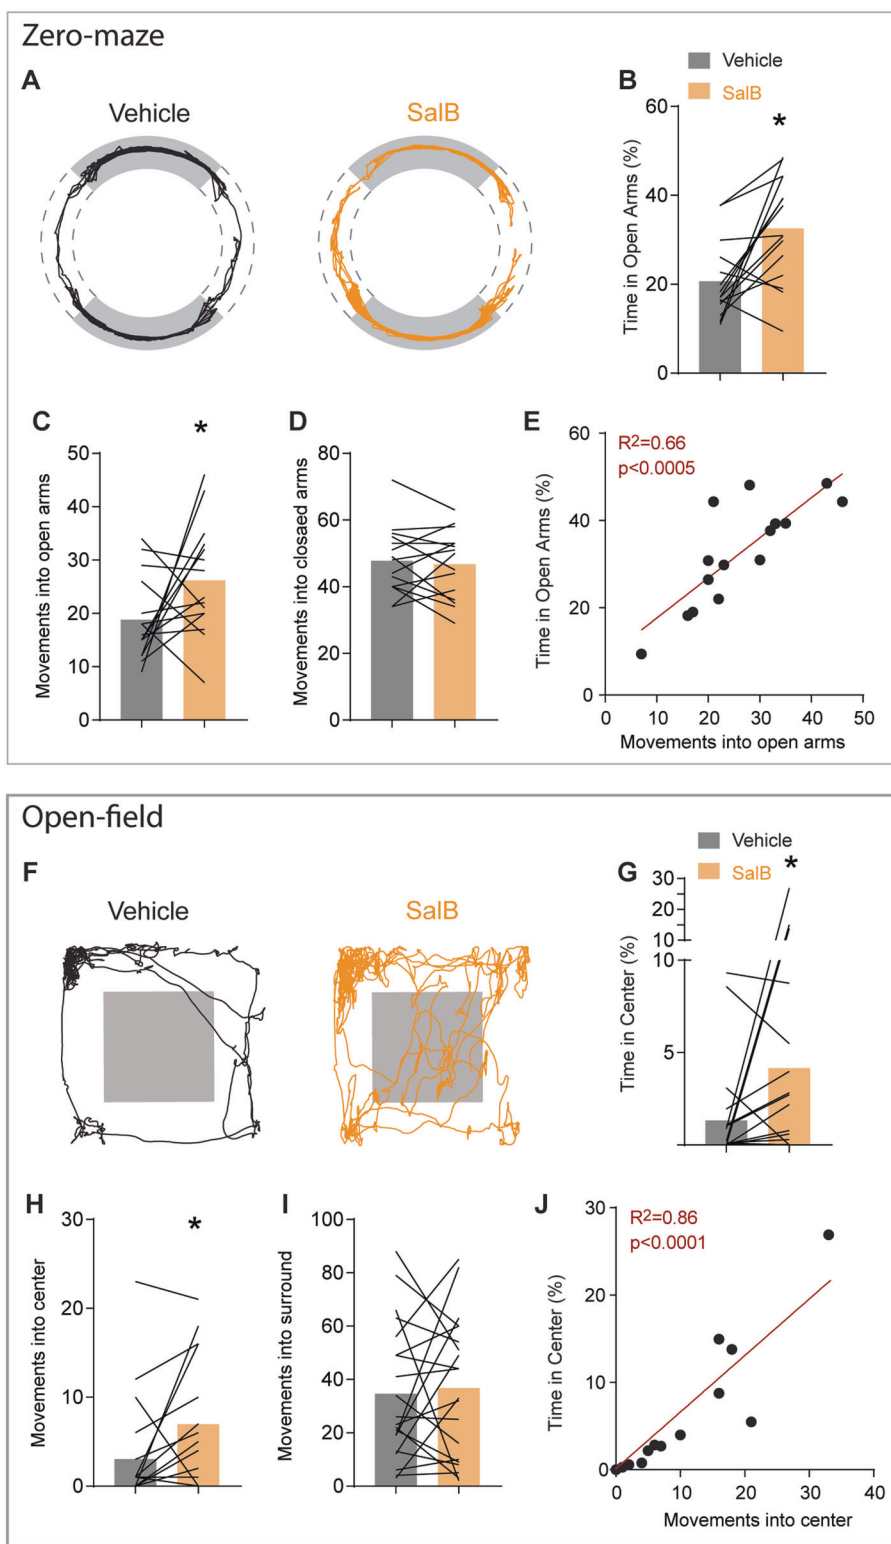 Zero-maze
A
Vehicle
SalB
B
Vehicle
SalB
Time in Open Arms (%)
60
40
20
0
*
C
Movements into open arms
50
40
30
20
10
0
*
D
Movements into closaed arms
80
60
40
20
0
E
R2=0.66
p<0.0005
Time in Open Arms (%)
60
40
20
0
0 10 20 30 40 50
Movements into open arms
Open-field
F
Vehicle
SalB
G
Vehicle
SalB
Time in Center (%)
30
20
10
10
5
*
H
Movements into center
30
20
10
0
*
I
Movements into surround
100
80
60
40
20
0
J
R2=0.86
p<0.0001
Time in Center (%)
30
20
10
0
0 10 20 30 40
Movements into center